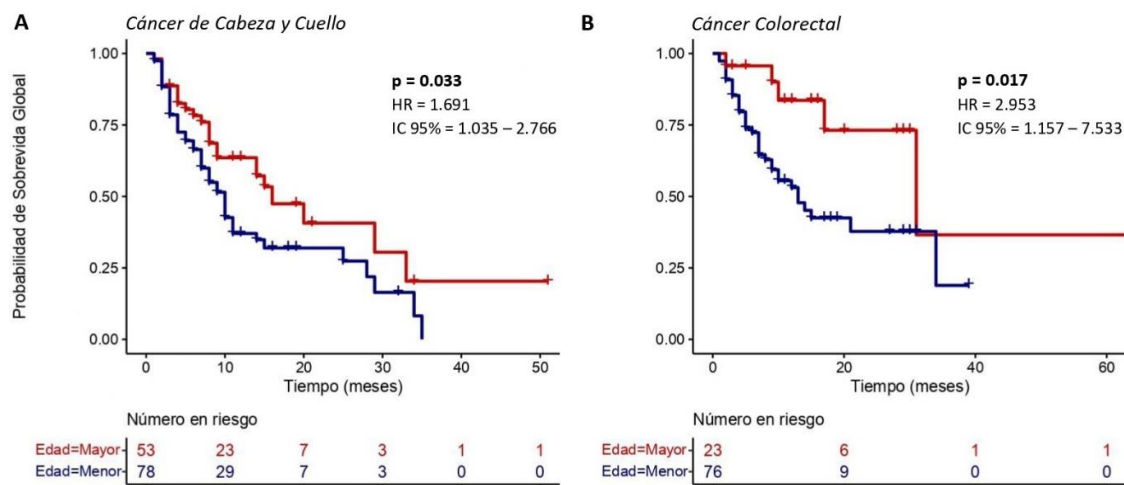 A
Cáncer de Cabeza y Cuello
Probabilidad de Sobrevida Global
1.00
0.75
0.50
0.25
0.00
p = 0.033
HR = 1.691
IC 95% = 1.035 – 2.766
0 10 20 30 40 50
Tiempo (meses)
Número en riesgo
Edad=Mayor 53 23 7 3 1 1
Edad=Menor 78 29 7 3 0 0
B
Cáncer Colorectal
1.00
0.75
0.50
0.25
0.00
p = 0.017
HR = 2.953
IC 95% = 1.157 – 7.533
0 20 40 60
Tiempo (meses)
Número en riesgo
Edad=Mayor 23 6 1 1
Edad=Menor 76 9 0 0